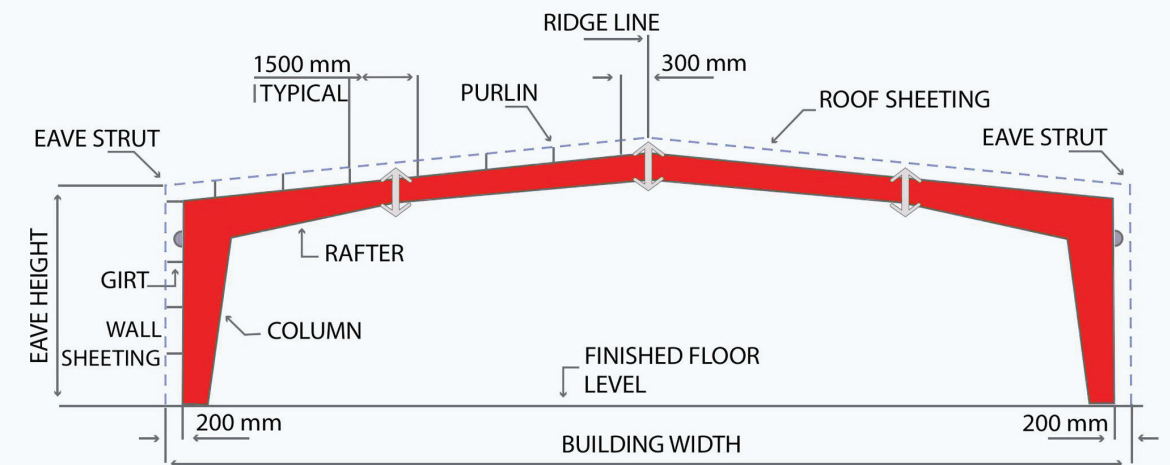 RIDGE LINE
1500 mm
TYPICAL
300 mm
PURLIN
ROOF SHEETING
EAVE STRUT
EAVE STRUT
EAVE HEIGHT
RAFTER
GIRT
WALL
SHEETING
COLUMN
FINISHED FLOOR
LEVEL
200 mm
200 mm
BUILDING WIDTH